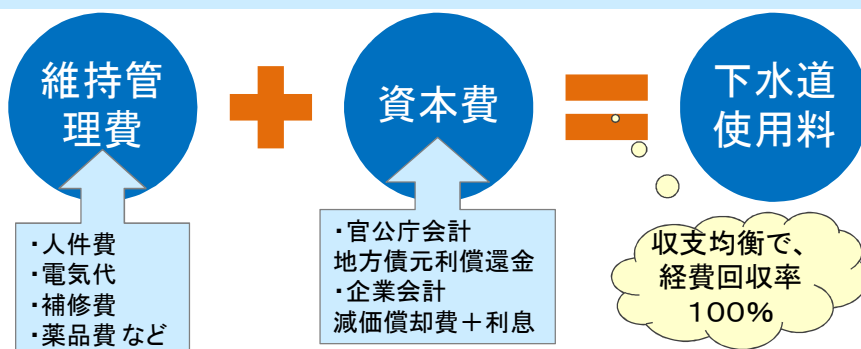 維持管
理費
資本費
下水道
使用料
・人件費
・電気代
・補修費
・薬品費 など
・官公庁会計
地方債元利償還金
・企業会計
減価償却費＋利息
収支均衡で、
経費回収率
１００％